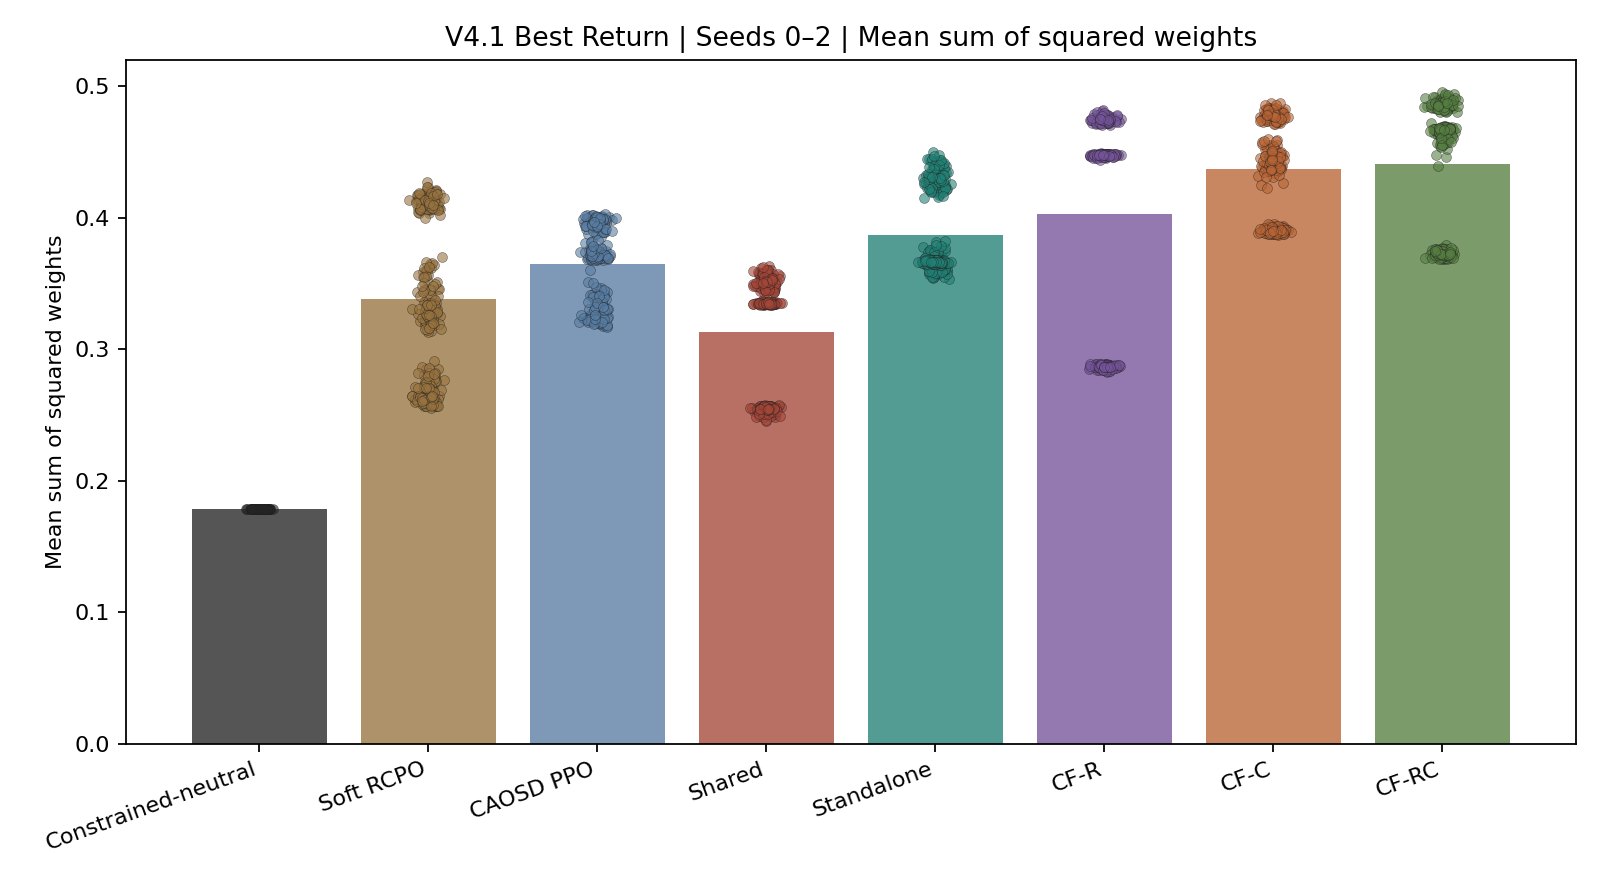 V4.1 Best Return | Seeds 0–2 | Mean sum of squared weights
Mean sum of squared weights
0.5
0.4
0.3
0.2
0.1
0.0
Constrained-neutral
Soft RCPO
CAOSD PPO
Shared
Standalone
CF-R
CF-C
CF-RC